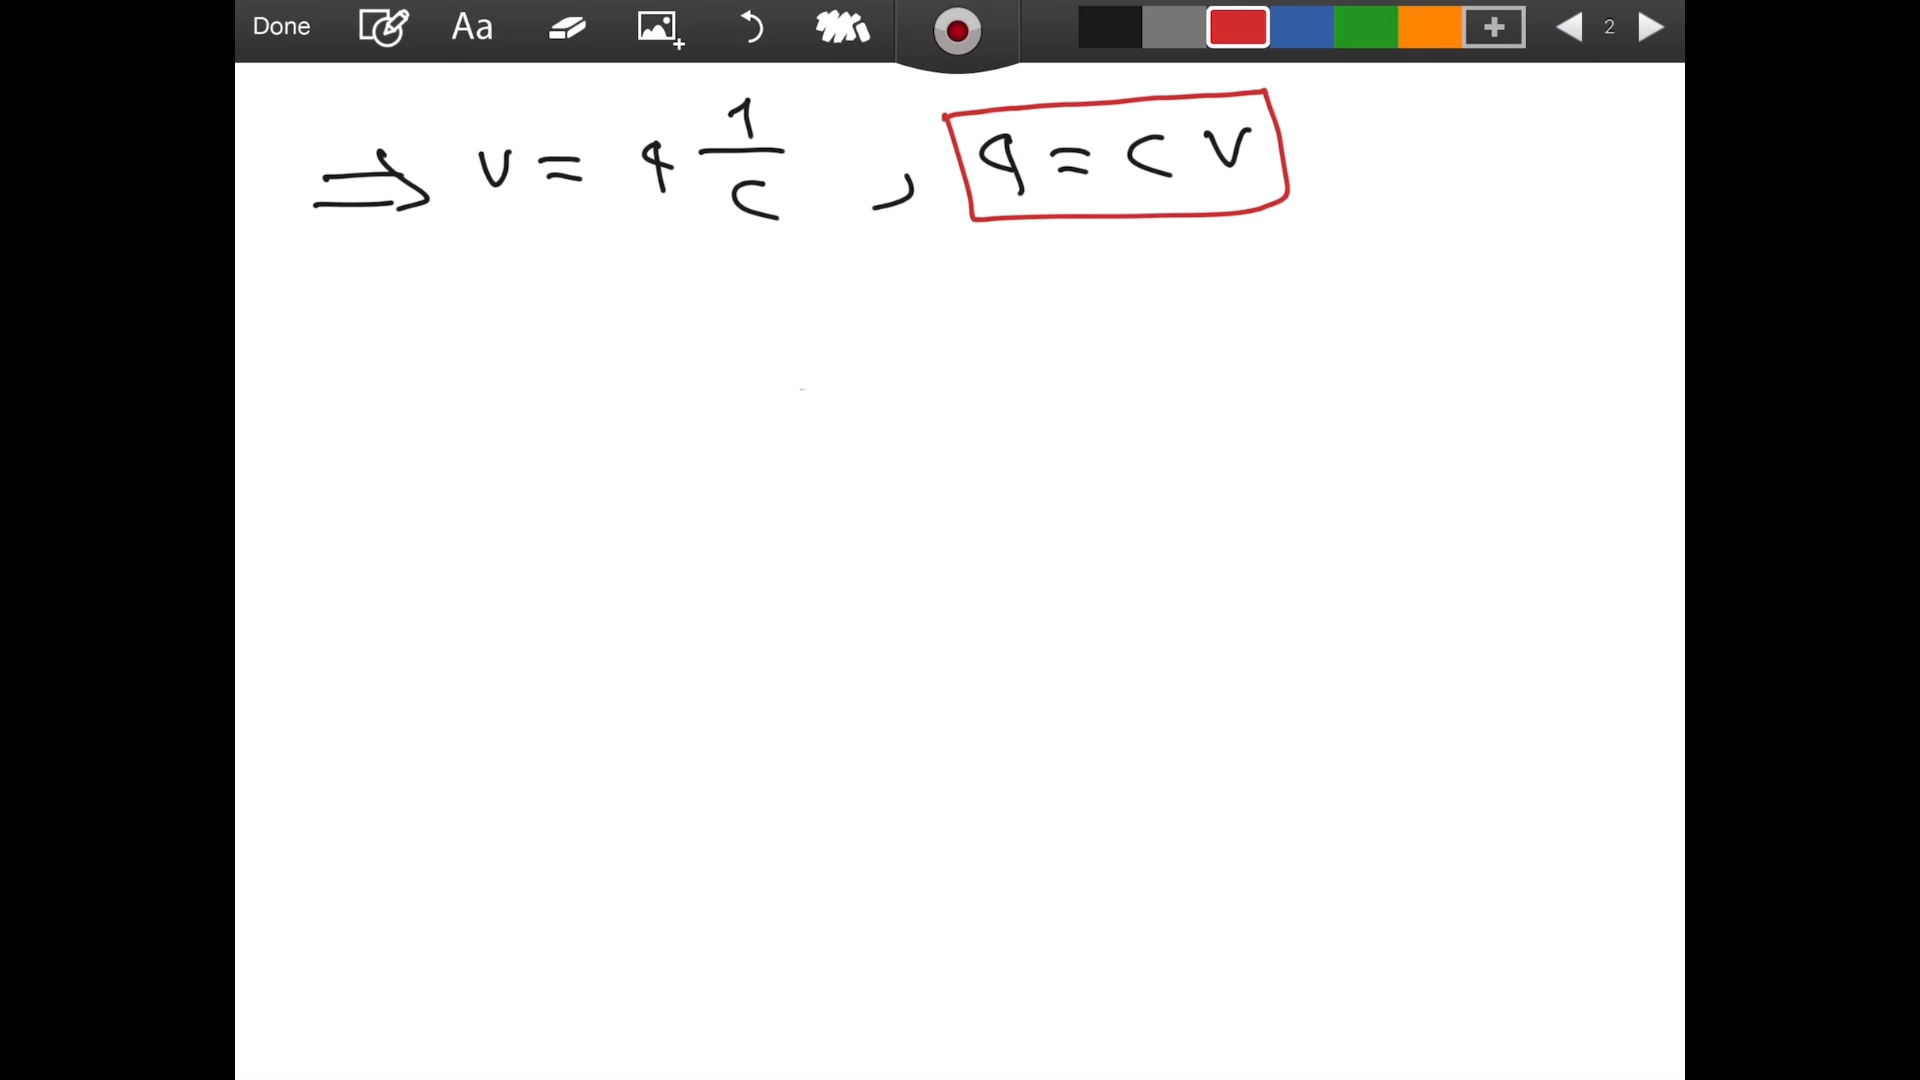 Done Aa 2
⇒ v = q 1/c , q = c v